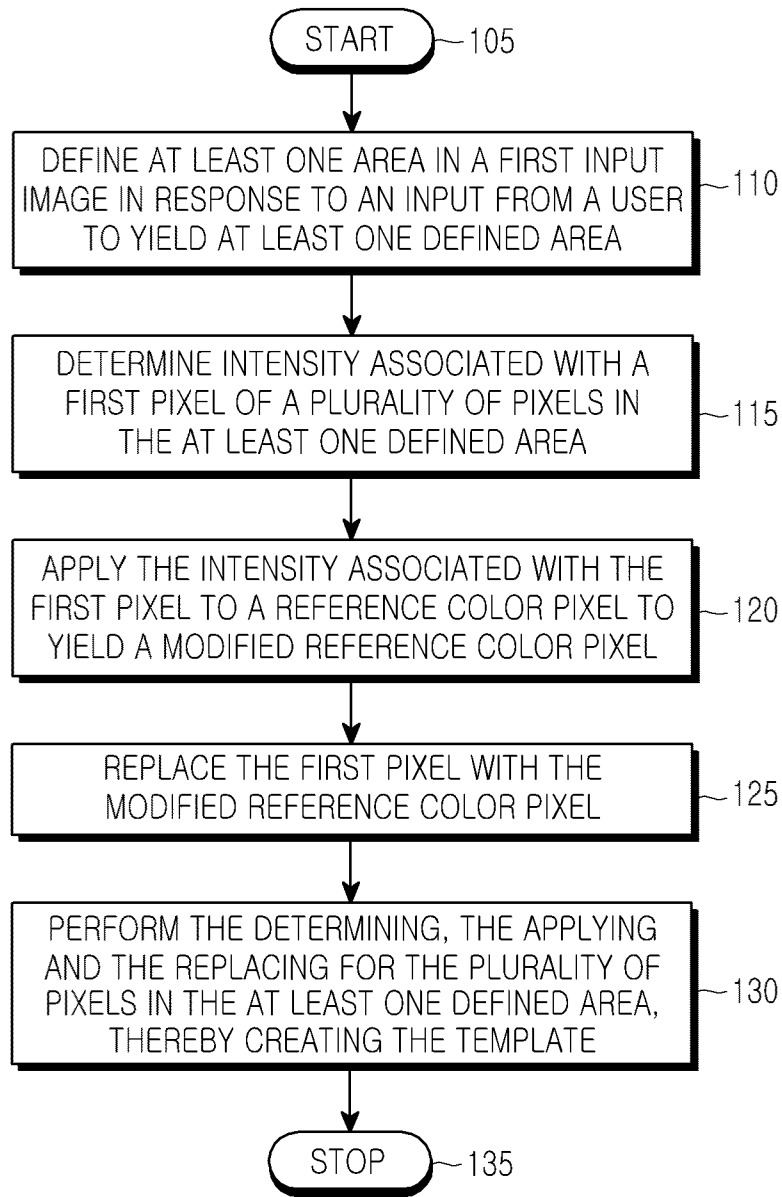 START
105
DEFINE AT LEAST ONE AREA IN A FIRST INPUT
IMAGE IN RESPONSE TO AN INPUT FROM A USER
TO YIELD AT LEAST ONE DEFINED AREA
110
DETERMINE INTENSITY ASSOCIATED WITH A
FIRST PIXEL OF A PLURALITY OF PIXELS IN
THE AT LEAST ONE DEFINED AREA
115
APPLY THE INTENSITY ASSOCIATED WITH THE
FIRST PIXEL TO A REFERENCE COLOR PIXEL TO
YIELD A MODIFIED REFERENCE COLOR PIXEL
120
REPLACE THE FIRST PIXEL WITH THE
MODIFIED REFERENCE COLOR PIXEL
125
PERFORM THE DETERMINING, THE APPLYING
AND THE REPLACING FOR THE PLURALITY OF
PIXELS IN THE AT LEAST ONE DEFINED AREA,
THEREBY CREATING THE TEMPLATE
130
STOP
135